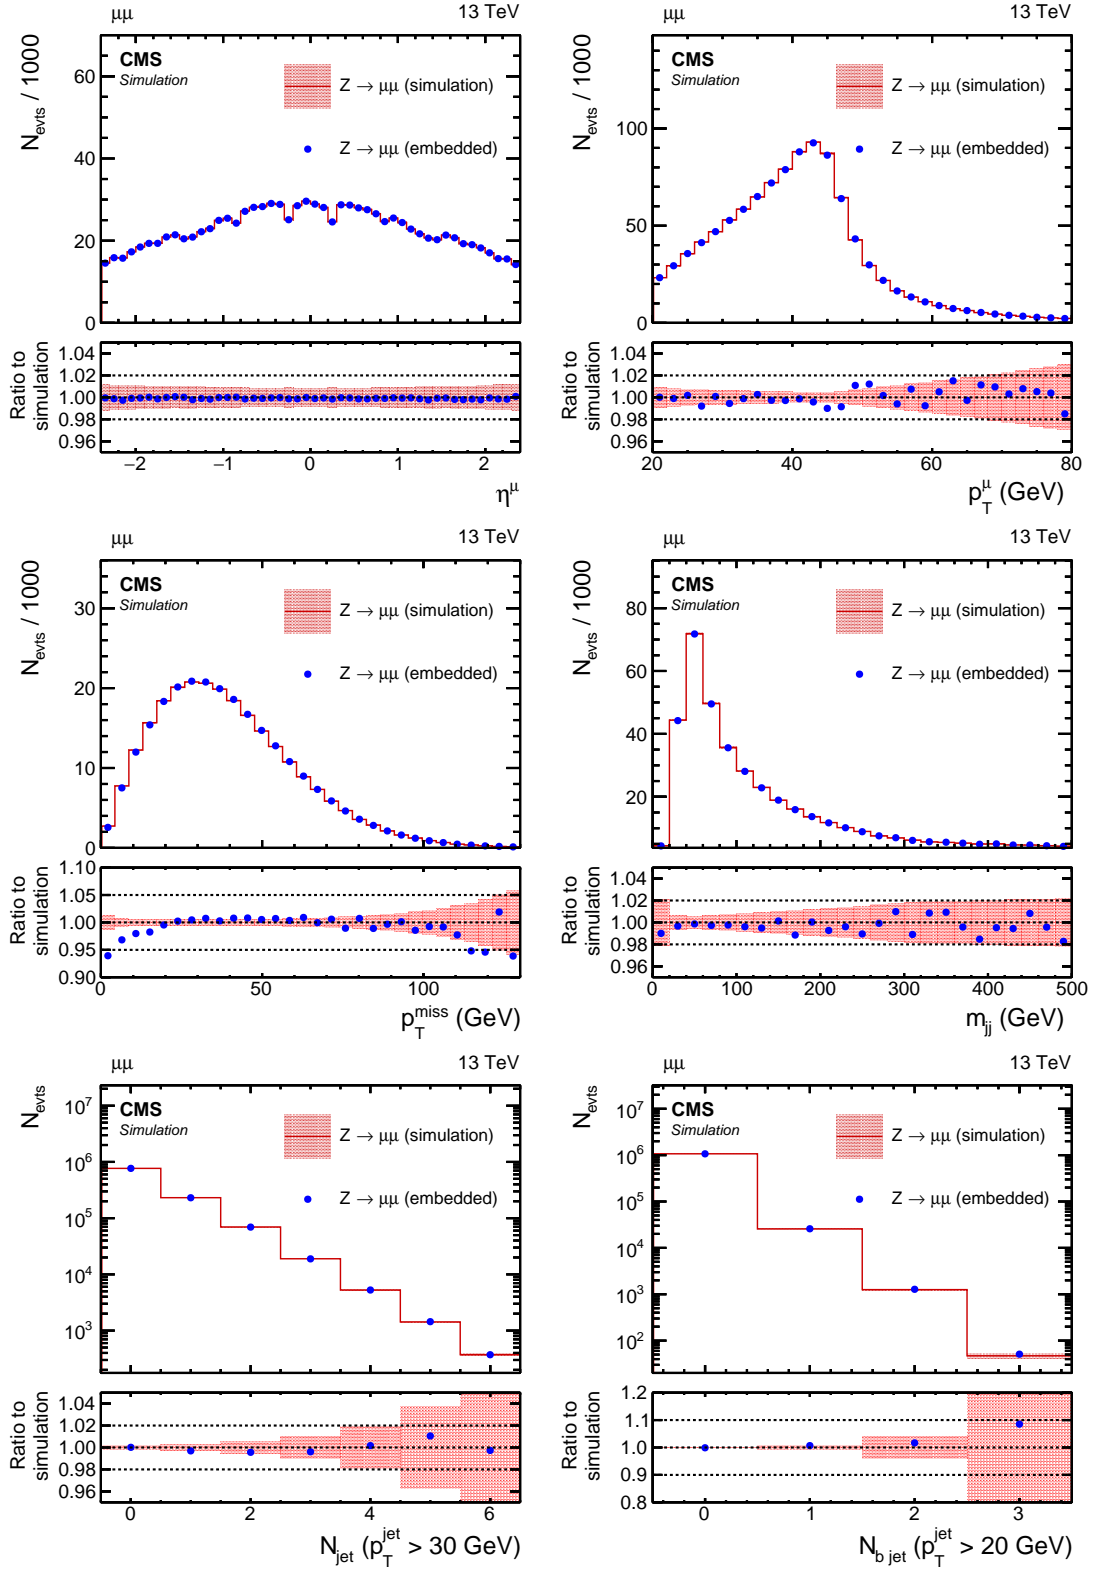 μμ 13 TeV
N_evts / 1000
CMS
Simulation
Z → μμ (simulation)
Z → μμ (embedded)
60
40
20
0
Ratio to simulation
1.04
1.02
1.00
0.98
0.96
−2 −1 0 1 2
η^μ
μμ 13 TeV
N_evts / 1000
CMS
Simulation
Z → μμ (simulation)
Z → μμ (embedded)
100
50
0
Ratio to simulation
1.04
1.02
1.00
0.98
0.96
20 40 60 80
p_T^μ (GeV)
μμ 13 TeV
N_evts / 1000
CMS
Simulation
Z → μμ (simulation)
Z → μμ (embedded)
30
20
10
0
Ratio to simulation
1.10
1.05
1.00
0.95
0.90
0 50 100
p_T^miss (GeV)
μμ 13 TeV
N_evts / 1000
CMS
Simulation
Z → μμ (simulation)
Z → μμ (embedded)
80
60
40
20
Ratio to simulation
1.04
1.02
1.00
0.98
0.96
0 100 200 300 400 500
m_jj (GeV)
μμ 13 TeV
N_evts
CMS
Simulation
Z → μμ (simulation)
Z → μμ (embedded)
10^7
10^6
10^5
10^4
10^3
Ratio to simulation
1.04
1.02
1.00
0.98
0.96
0 2 4 6
N_jet (p_T^jet > 30 GeV)
μμ 13 TeV
N_evts
CMS
Simulation
Z → μμ (simulation)
Z → μμ (embedded)
10^7
10^6
10^5
10^4
10^3
10^2
Ratio to simulation
1.2
1.1
1.0
0.9
0.8
0 1 2 3
N_b jet (p_T^jet > 20 GeV)